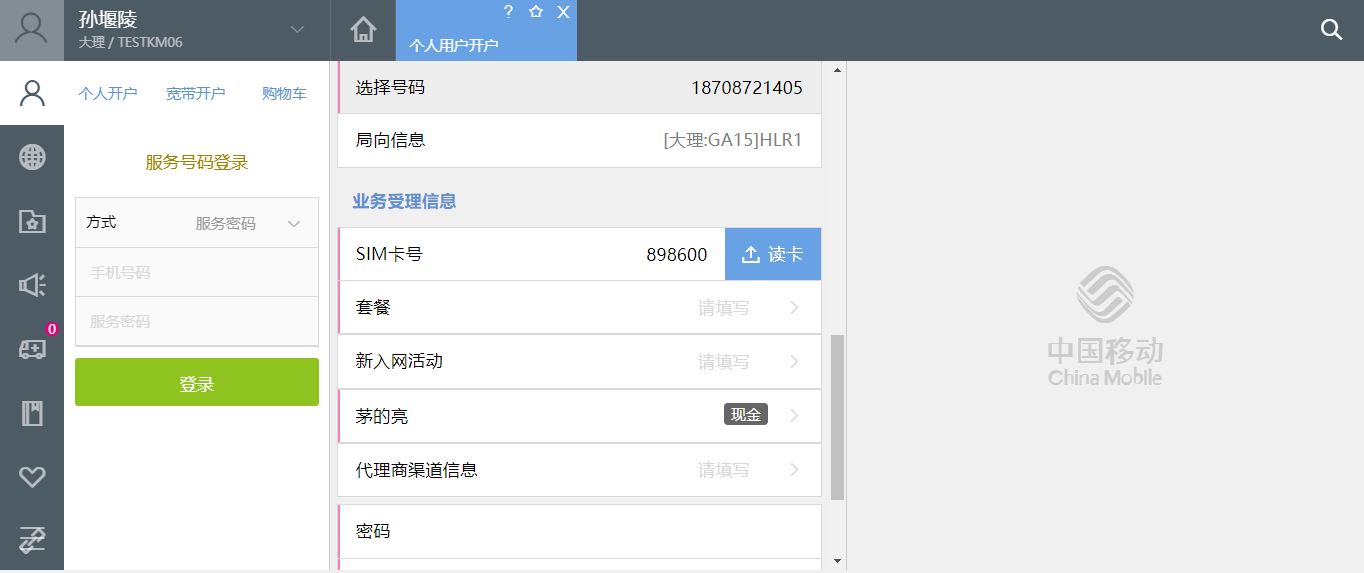 孙堰陵
大理 / TESTKM06
? X
个人用户开户
个人开户 宽带开户 购物车
服务号码登录
方式 服务密码
手机号码
服务密码
登录
0
选择号码 18708721405
局向信息 [大理:GA15]HLR1
业务受理信息
SIM卡号 898600 读卡
套餐 请填写
新入网活动 请填写
茅的亮 现金
代理商渠道信息 请填写
密码
中国移动
China Mobile